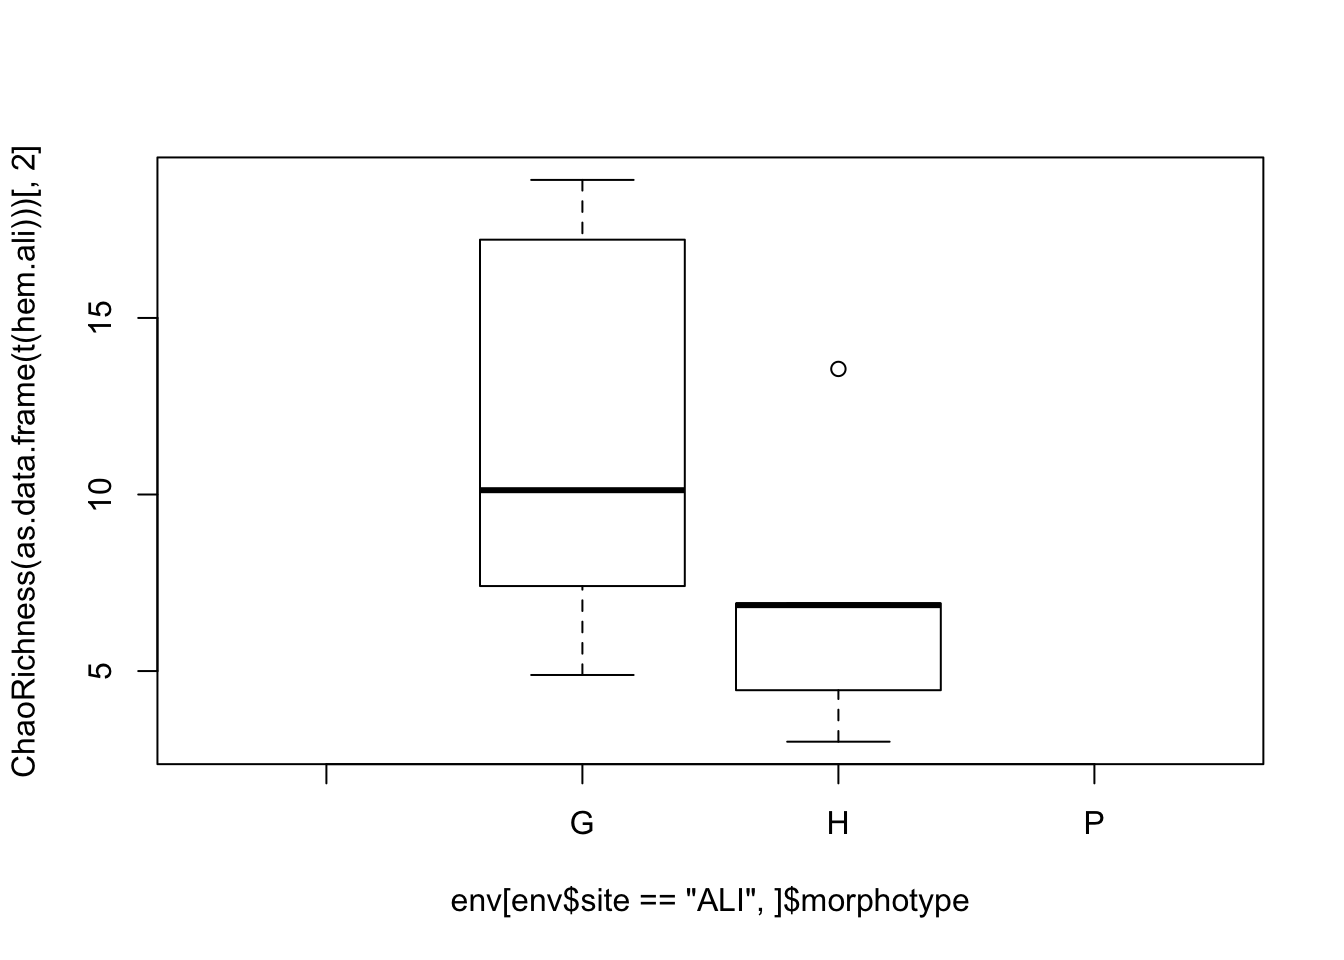 ChaoRichness(as.data.frame(t(hem.ali)))[, 2]
15
10
5
G H P
env[env$site == "ALI", ]$morphotype